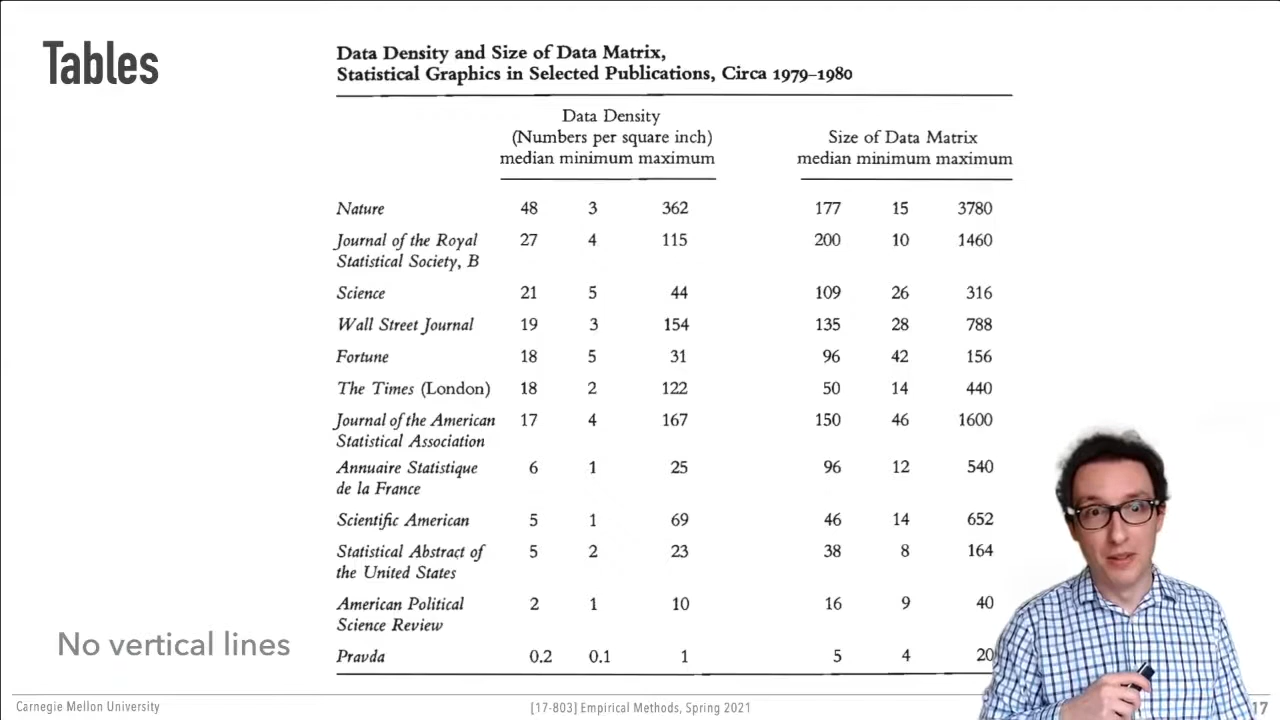 Tables
Data Density and Size of Data Matrix,
Statistical Graphics in Selected Publications, Circa 1979–1980
Data Density
(Numbers per square inch) Size of Data Matrix
median minimum maximum median minimum maximum
Nature 48 3 362 177 15 3780
Journal of the Royal 27 4 115 200 10 1460
Statistical Society, B
Science 21 5 44 109 26 316
Wall Street Journal 19 3 154 135 28 788
Fortune 18 5 31 96 42 156
The Times (London) 18 2 122 50 14 440
Journal of the American 17 4 167 150 46 1600
Statistical Association
Annuaire Statistique 6 1 25 96 12 540
de la France
Scientific American 5 1 69 46 14 652
Statistical Abstract of 5 2 23 38 8 164
the United States
American Political 2 1 10 16 9 40
Science Review
No vertical lines
Pravda 0.2 0.1 1 5 4 20
Carnegie Mellon University [17-803] Empirical Methods, Spring 2021 17